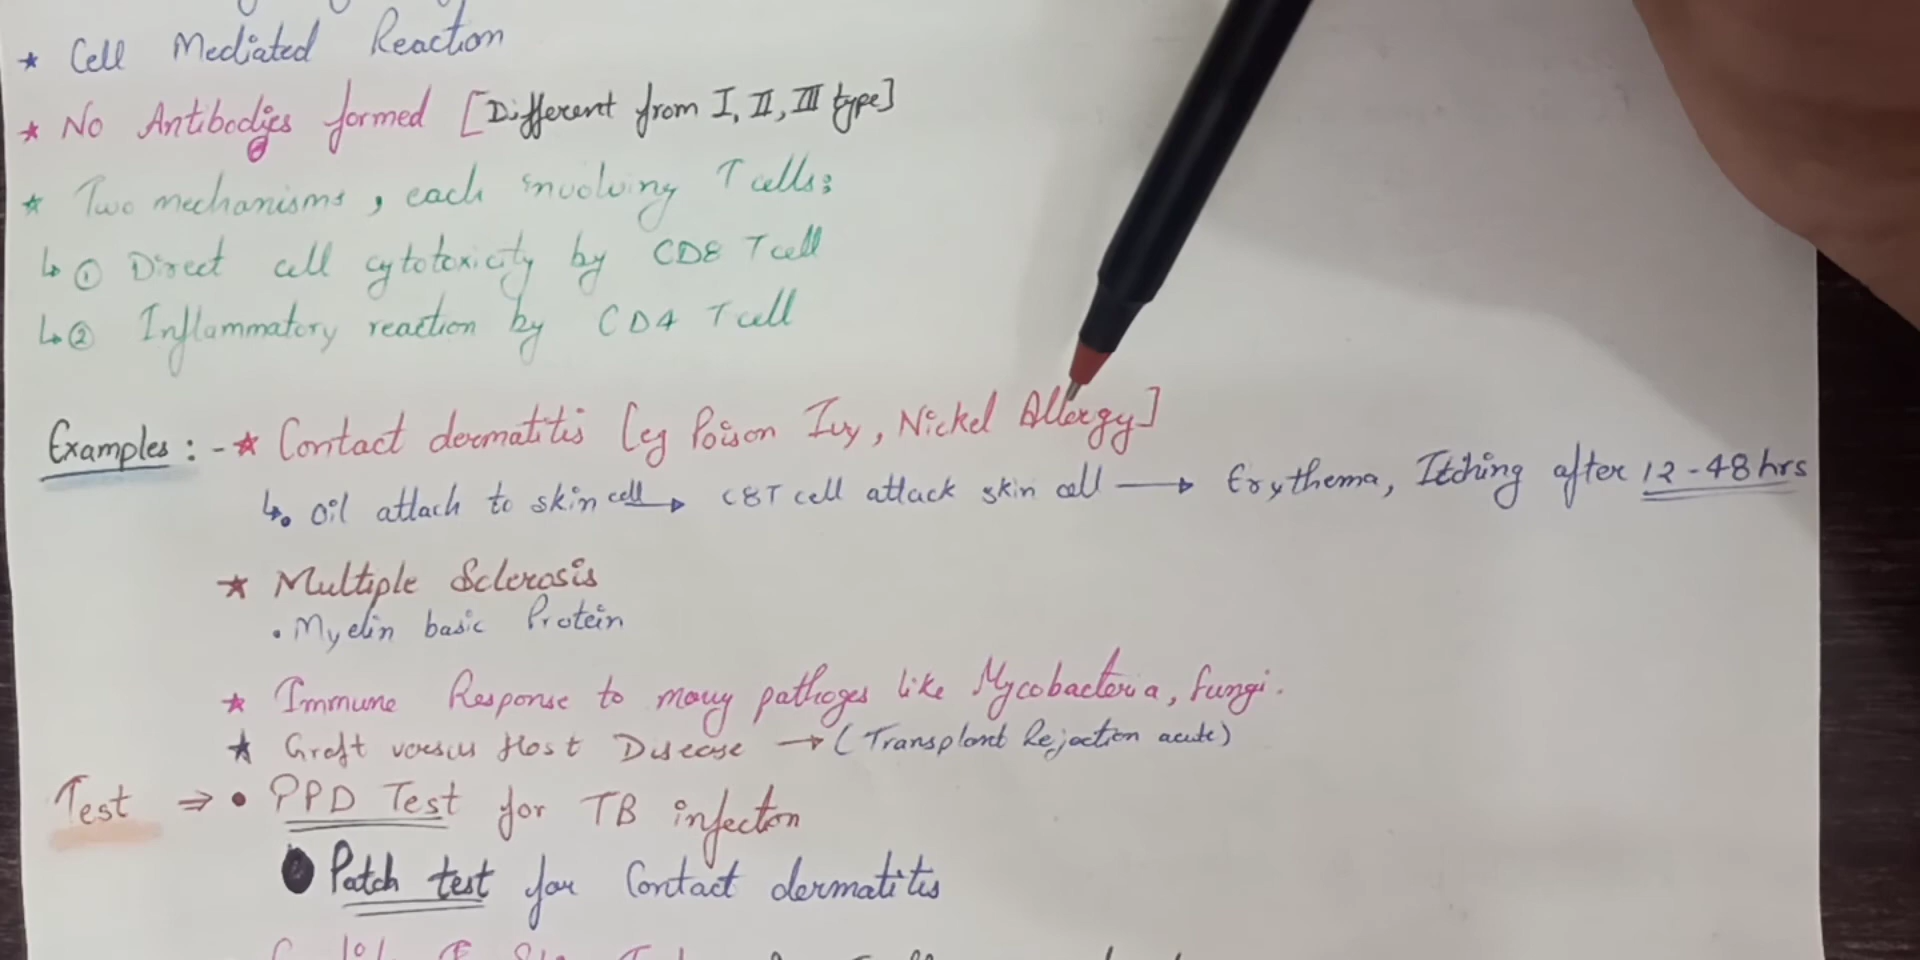 ★ Cell Mediated Reaction
★ No Antibodies formed [Different from I, II, III type]
★ Two mechanisms, each involving T cells:
↳ ① Direct cell cytotoxicity by CD8 T cell
↳ ② Inflammatory reaction by CD4 T cell
Examples :- ★ Contact dermatitis [eg Poison Ivy, Nickel Allergy]
↳ • Oil attach to skin cell → C8T cell attack skin cell → Erythema, Itching after 12-48 hrs
★ Multiple Sclerosis
• Myelin basic Protein
★ Immune Response to many pathoges like Mycobacteria, fungi.
★ Graft versus Host Disease → (Transplant Rejection acute)
Test ⇒ • PPD Test for TB infecton
● Patch test for Contact dermatitis